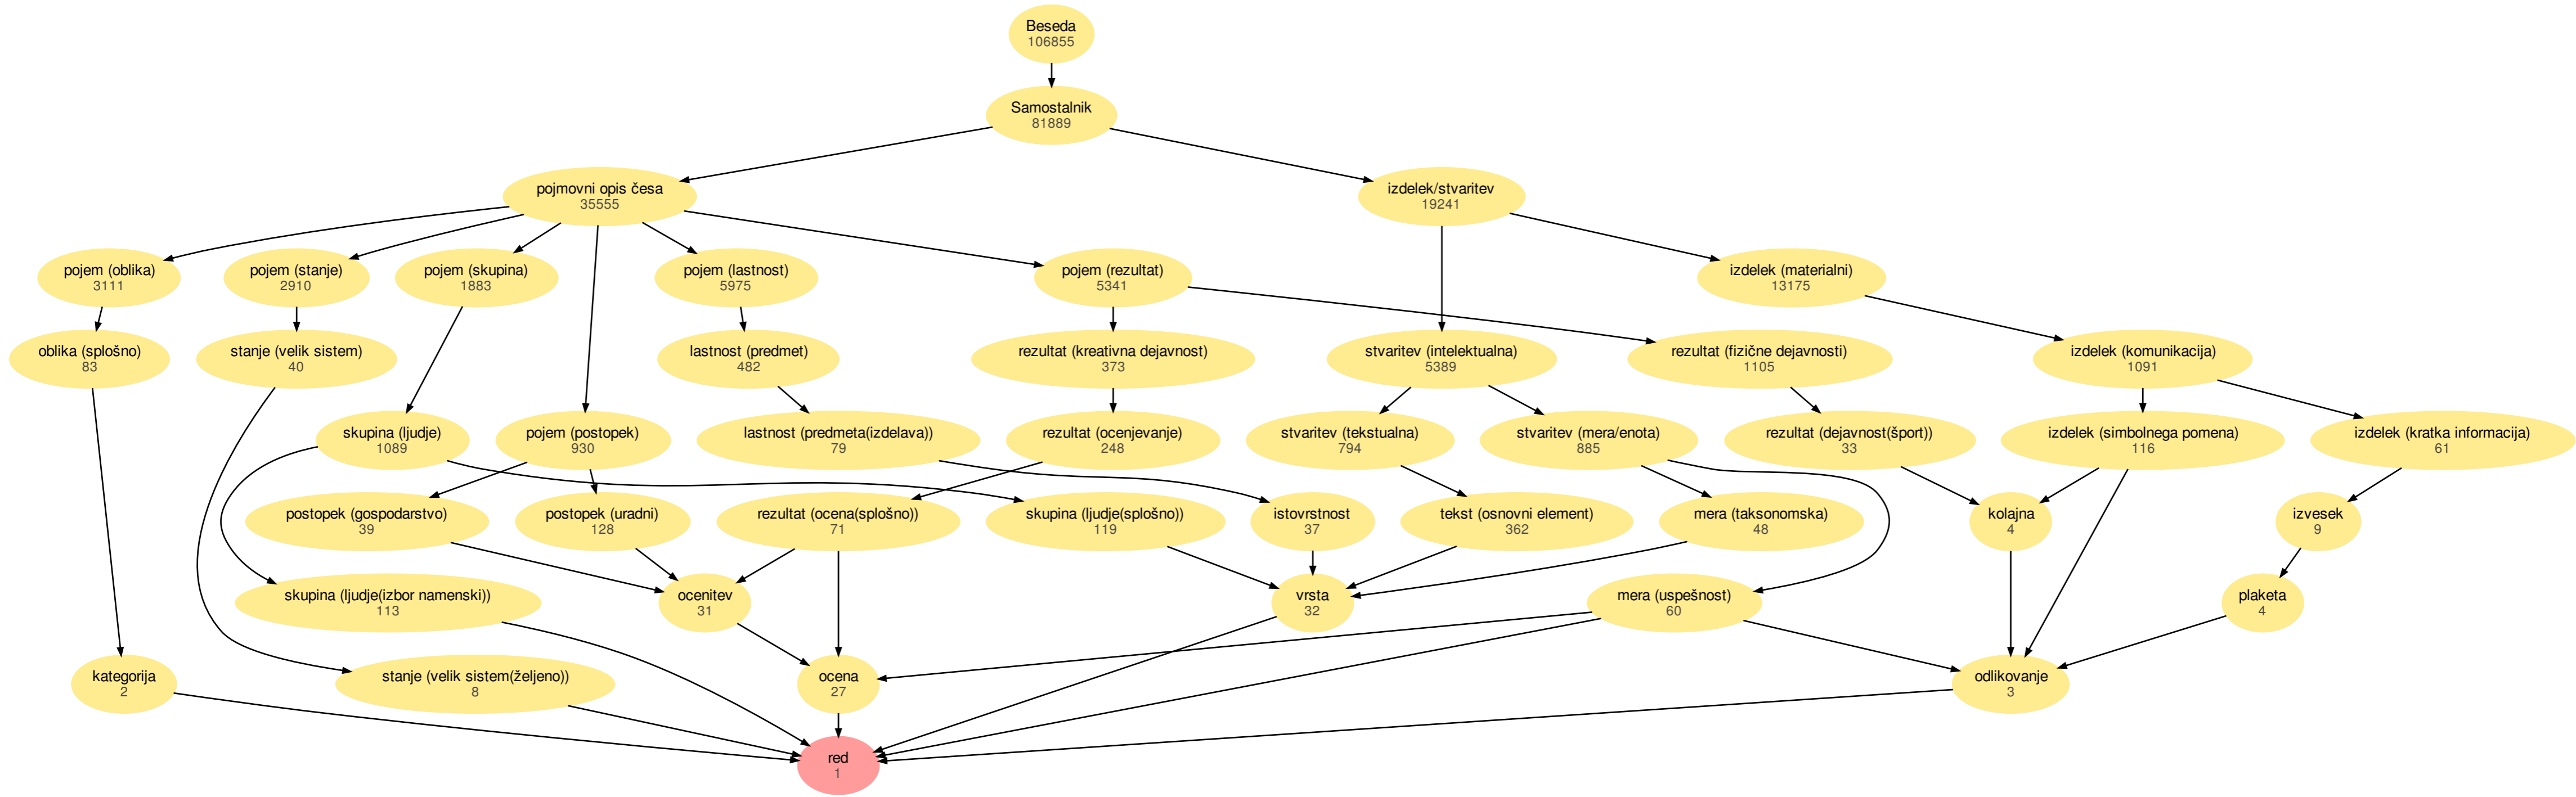 Beseda
106855
Samostalnik
81889
pojmovni opis česa
35555
izdelek/stvaritev
19241
pojem (oblika)
3111
pojem (stanje)
2910
pojem (skupina)
1883
pojem (lastnost)
5975
pojem (rezultat)
5341
izdelek (materialni)
13175
oblika (splošno)
83
stanje (velik sistem)
40
lastnost (predmet)
482
rezultat (kreativna dejavnost)
373
stvaritev (intelektualna)
5389
rezultat (fizične dejavnosti)
1105
izdelek (komunikacija)
1091
skupina (ljudje)
1089
pojem (postopek)
930
lastnost (predmeta(izdelava))
79
rezultat (ocenjevanje)
248
stvaritev (tekstualna)
794
stvaritev (mera/enota)
885
rezultat (dejavnost(šport))
33
izdelek (simbolnega pomena)
116
izdelek (kratka informacija)
61
postopek (gospodarstvo)
39
postopek (uradni)
128
rezultat (ocena(splošno))
71
skupina (ljudje(splošno))
119
istovrstnost
37
tekst (osnovni element)
362
mera (taksonomska)
48
kolajna
4
izvesek
9
skupina (ljudje(izbor namenski))
113
ocenitev
31
vrsta
32
mera (uspešnost)
60
plaketa
4
kategorija
2
stanje (velik sistem(željeno))
8
ocena
27
odlikovanje
3
red
1